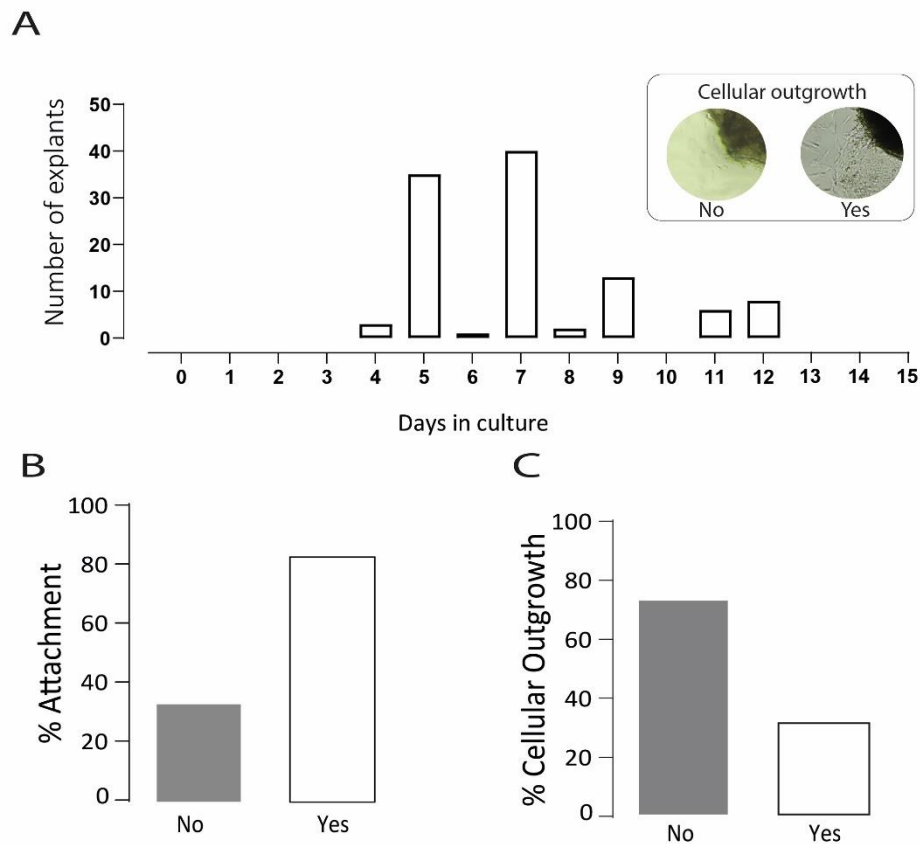 A
Number of explants
50
40
30
20
10
0
Cellular outgrowth
No Yes
0 1 2 3 4 5 6 7 8 9 10 11 12 13 14 15
Days in culture
B
% Attachment
100
80
60
40
20
0
No Yes
C
% Cellular Outgrowth
100
80
60
40
20
0
No Yes